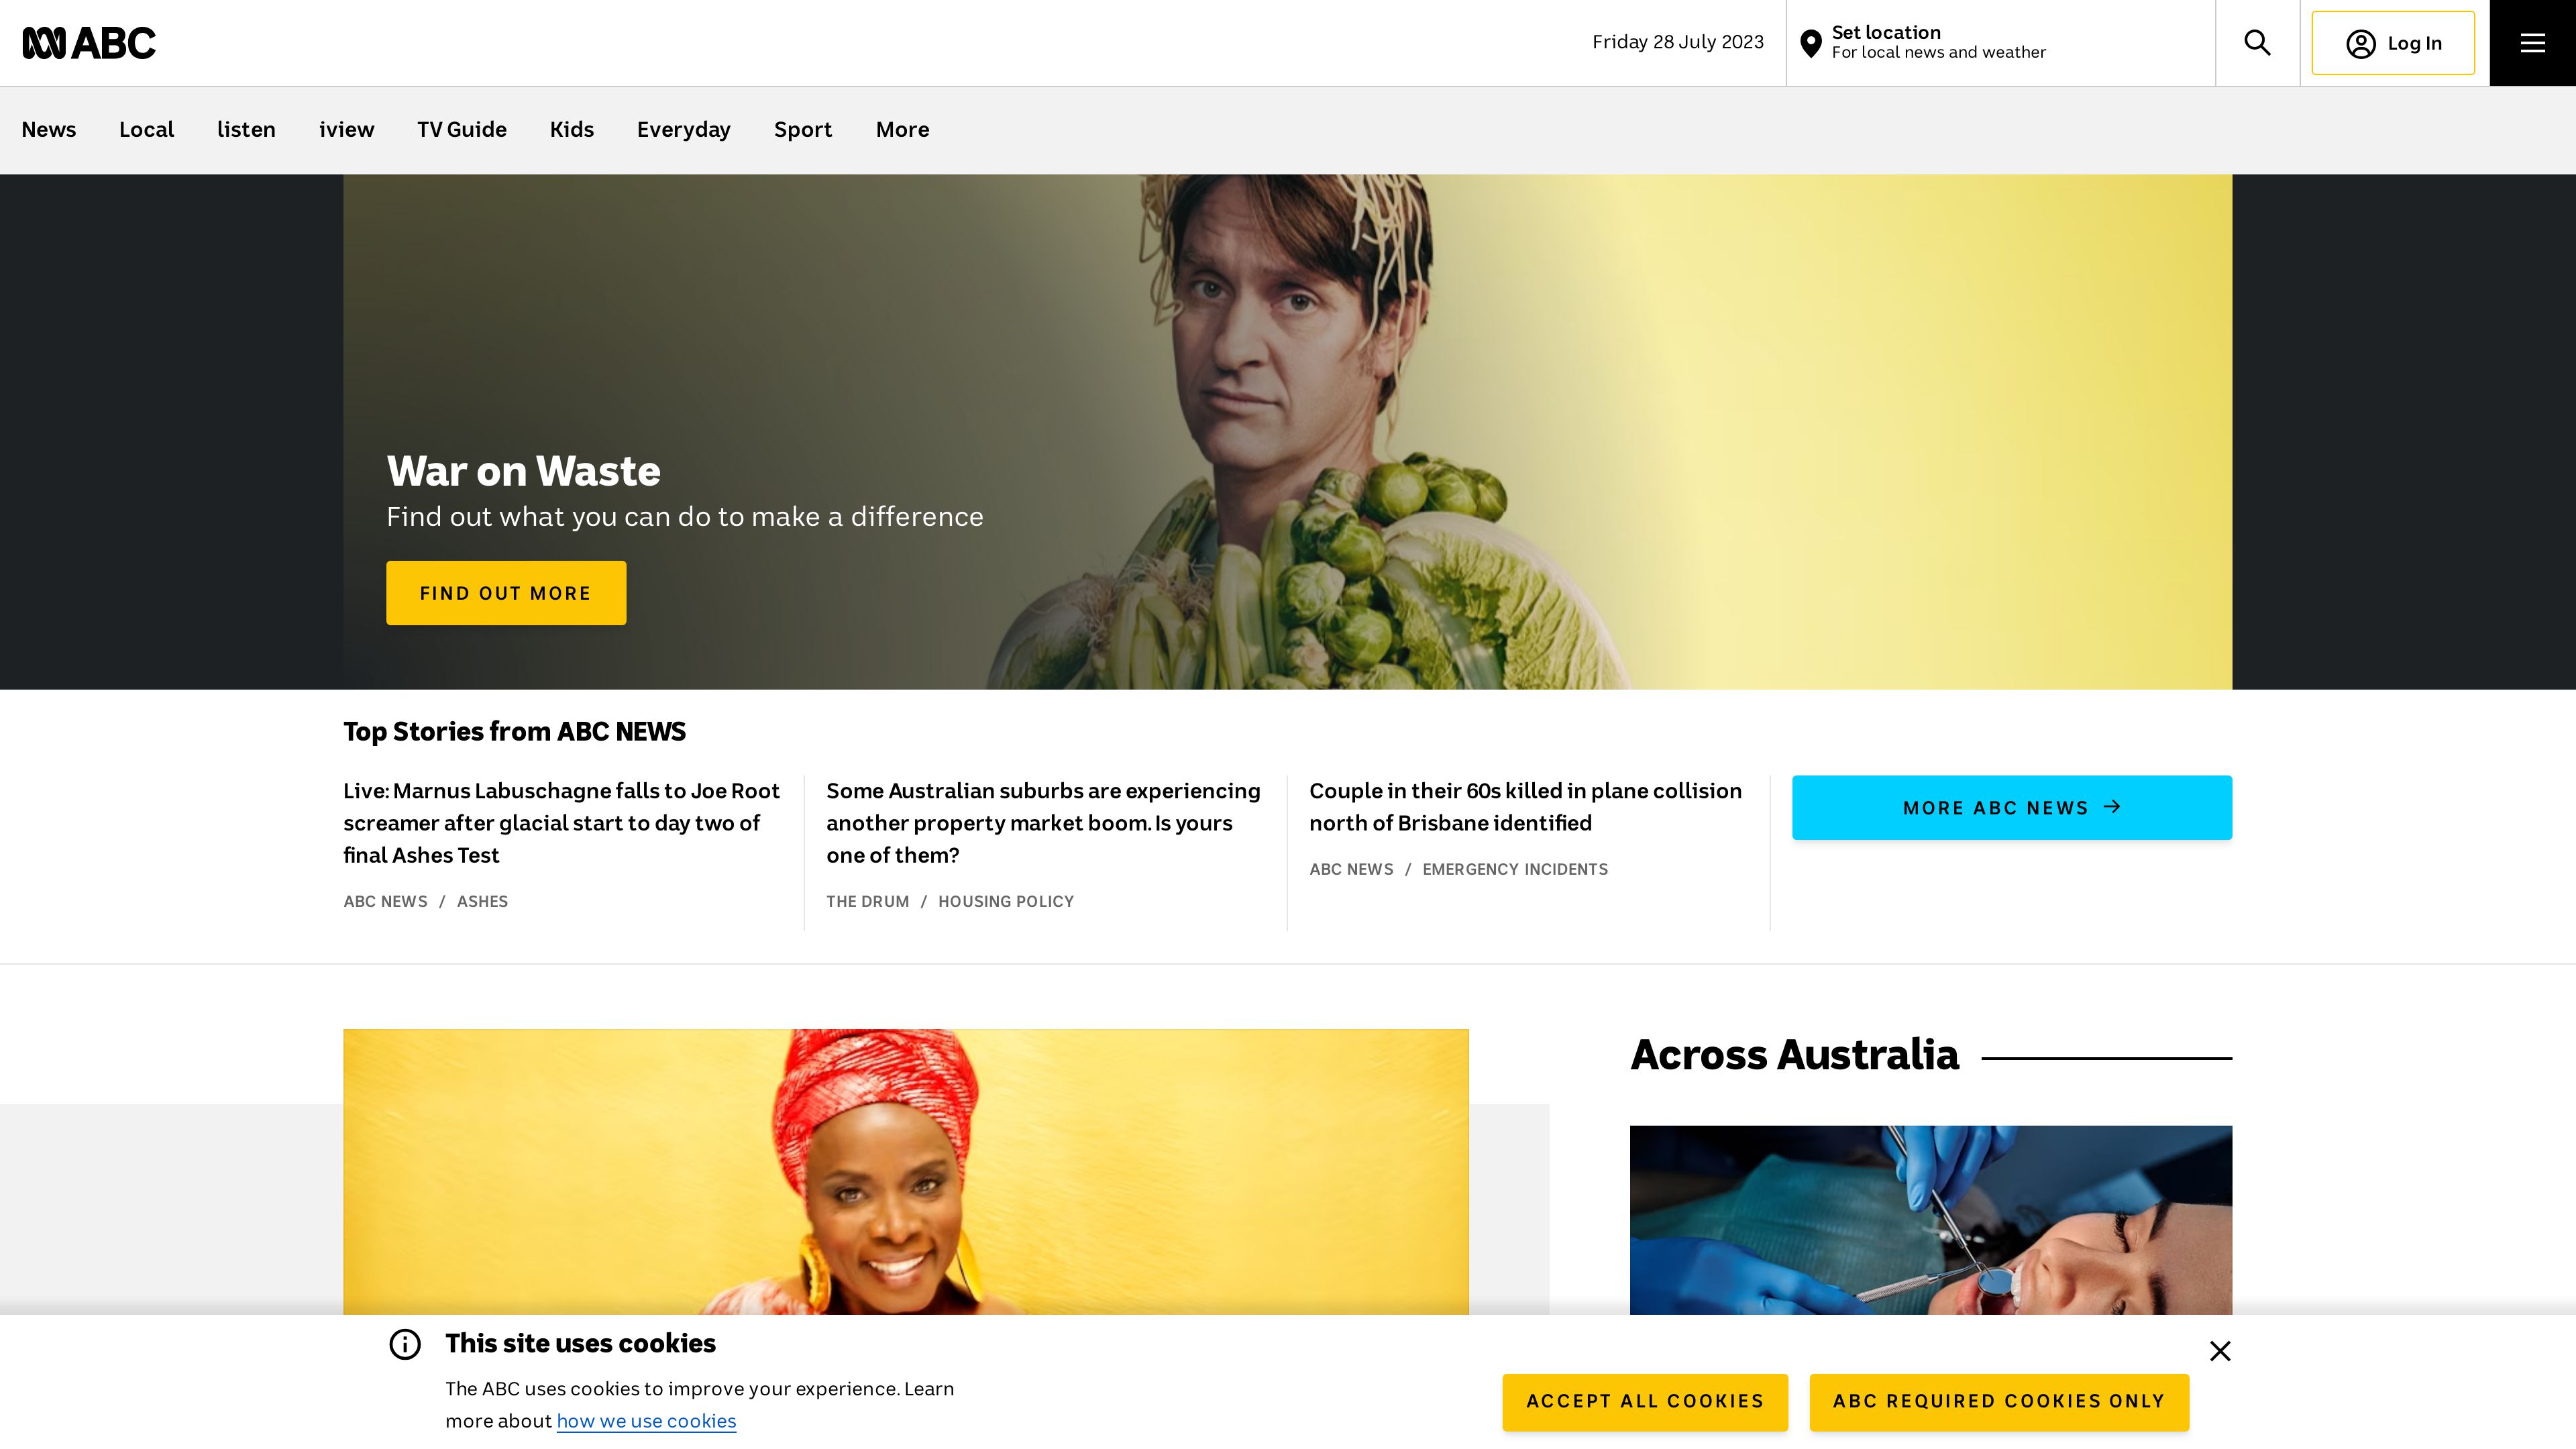 ABC
Friday 28 July 2023
Set location
For local news and weather
Log In
News
Local
listen
iview
TV Guide
Kids
Everyday
Sport
More
War on Waste
Find out what you can do to make a difference
FIND OUT MORE
Top Stories from ABC NEWS
Live: Marnus Labuschagne falls to Joe Root
screamer after glacial start to day two of
final Ashes Test
ABC NEWS / ASHES
Some Australian suburbs are experiencing
another property market boom. Is yours
one of them?
THE DRUM / HOUSING POLICY
Couple in their 60s killed in plane collision
north of Brisbane identified
ABC NEWS / EMERGENCY INCIDENTS
MORE ABC NEWS →
Across Australia
This site uses cookies
The ABC uses cookies to improve your experience. Learn
more about how we use cookies
ACCEPT ALL COOKIES
ABC REQUIRED COOKIES ONLY